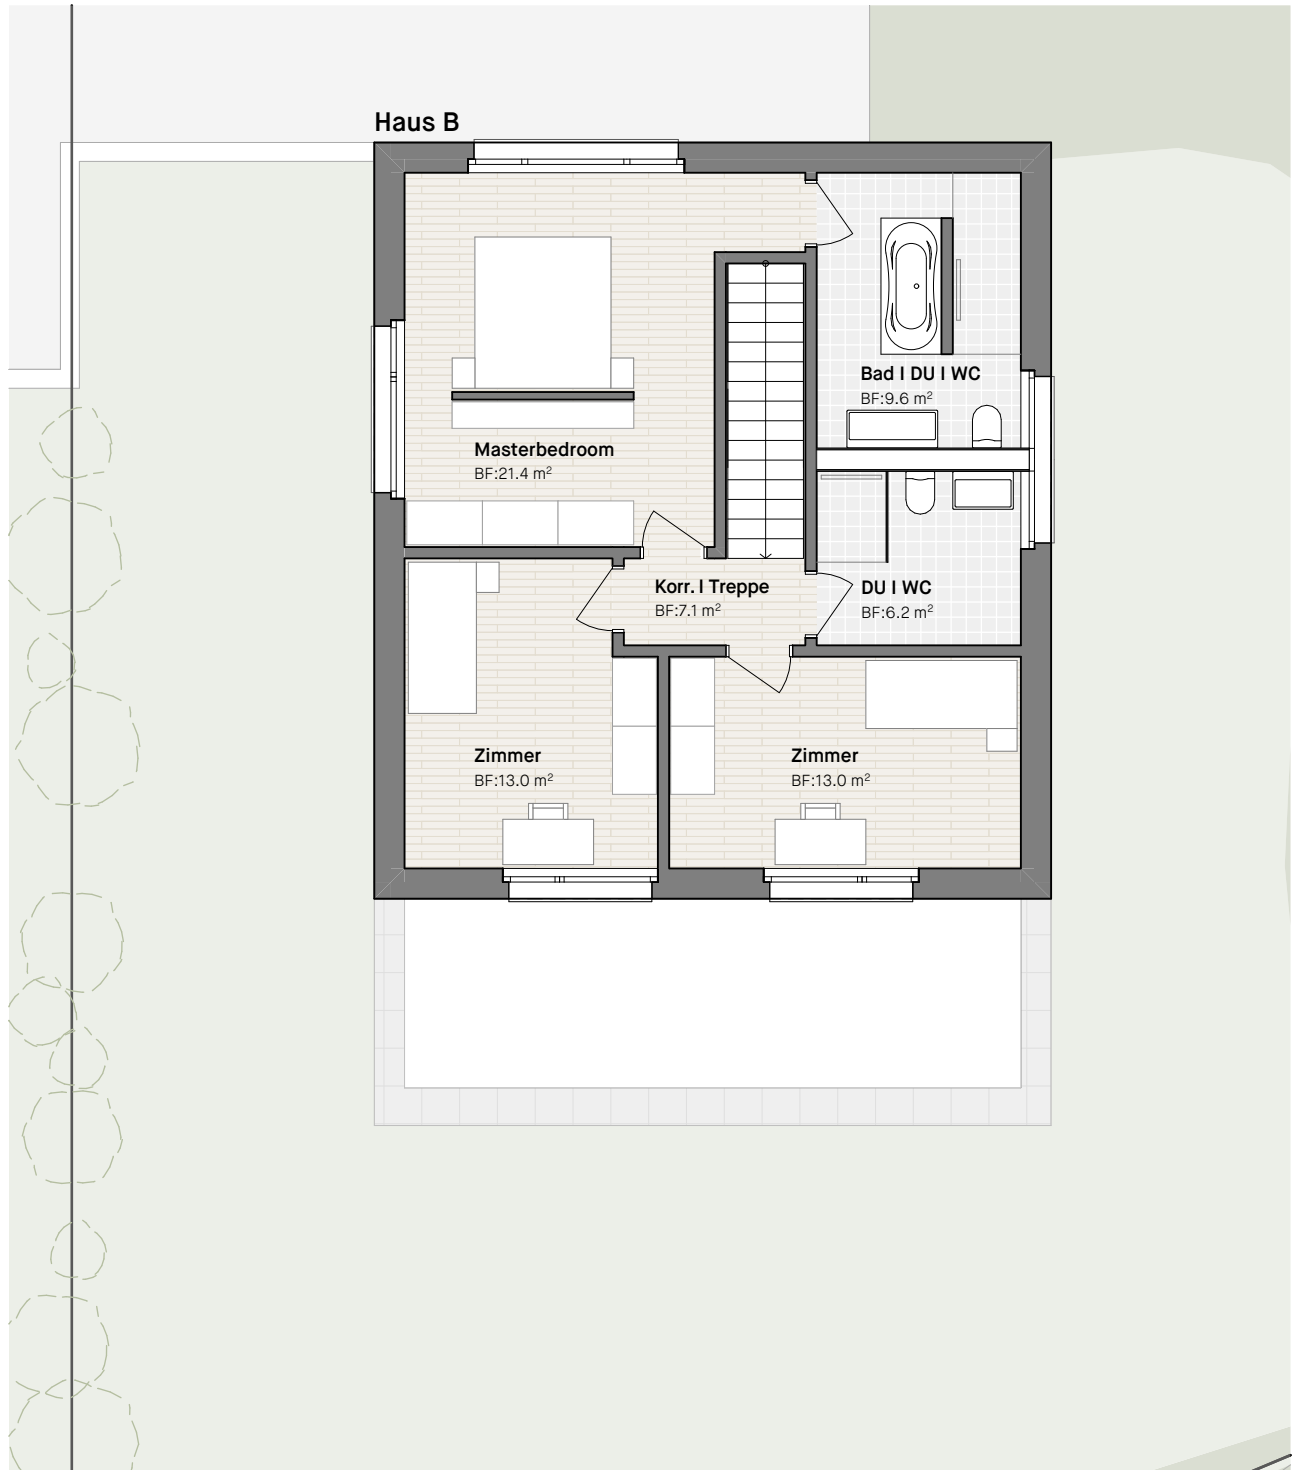 Haus B
Bad I DU I WC
BF:9.6 m²
Masterbedroom
BF:21.4 m²
Korr. I Treppe
BF:7.1 m²
DU I WC
BF:6.2 m²
Zimmer
BF:13.0 m²
Zimmer
BF:13.0 m²